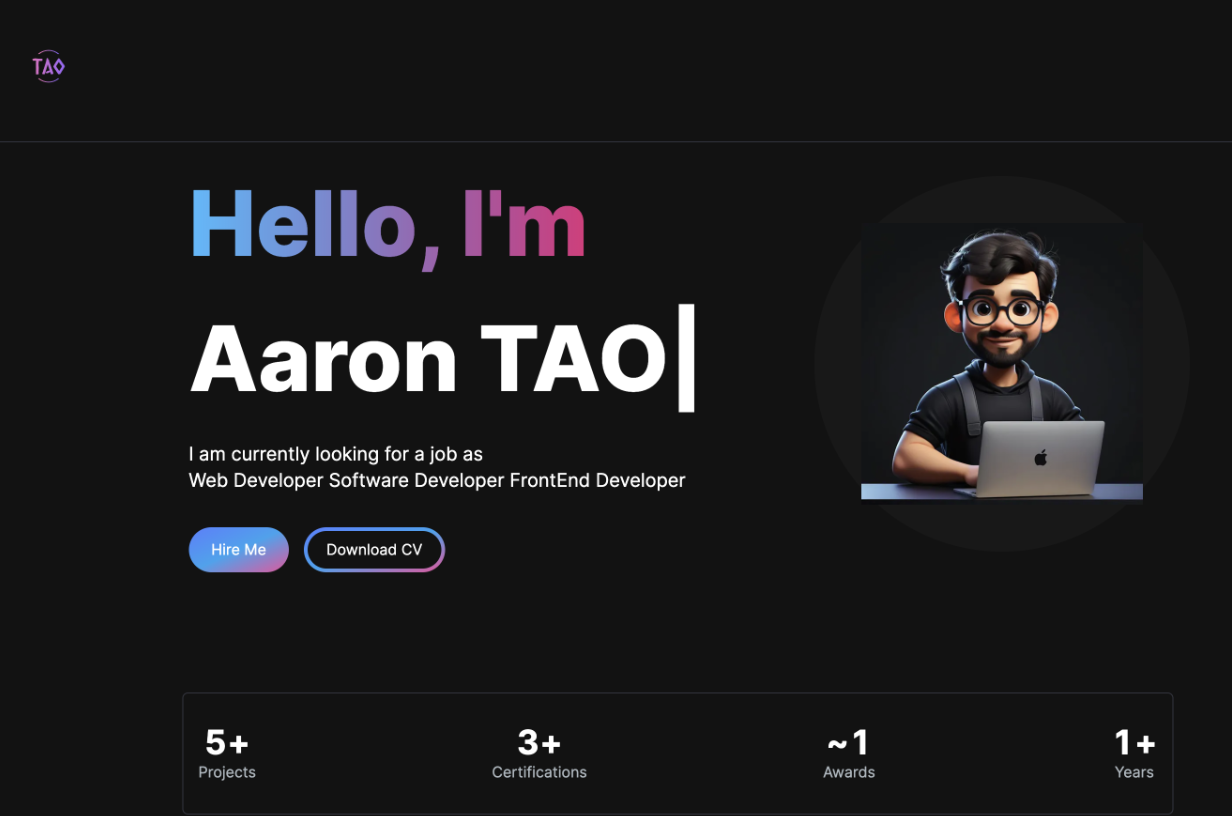 TAO
Hello, I'm
Aaron TAO
I am currently looking for a job as
Web Developer Software Developer FrontEnd Developer
Hire Me
Download CV
5+
Projects
3+
Certifications
~1
Awards
1+
Years